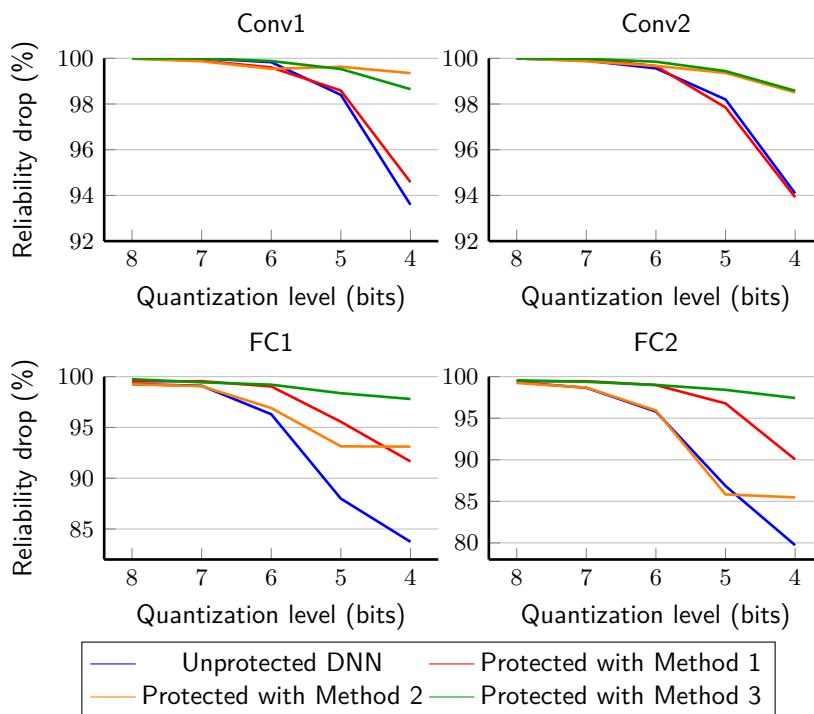 Conv1
Conv2
Reliability drop (%)
100
98
96
94
92
8 7 6 5 4
Quantization level (bits)
100
98
96
94
92
8 7 6 5 4
Quantization level (bits)
FC1
FC2
Reliability drop (%)
100
95
90
85
8 7 6 5 4
Quantization level (bits)
100
95
90
85
80
8 7 6 5 4
Quantization level (bits)
Unprotected DNN
Protected with Method 1
Protected with Method 2
Protected with Method 3